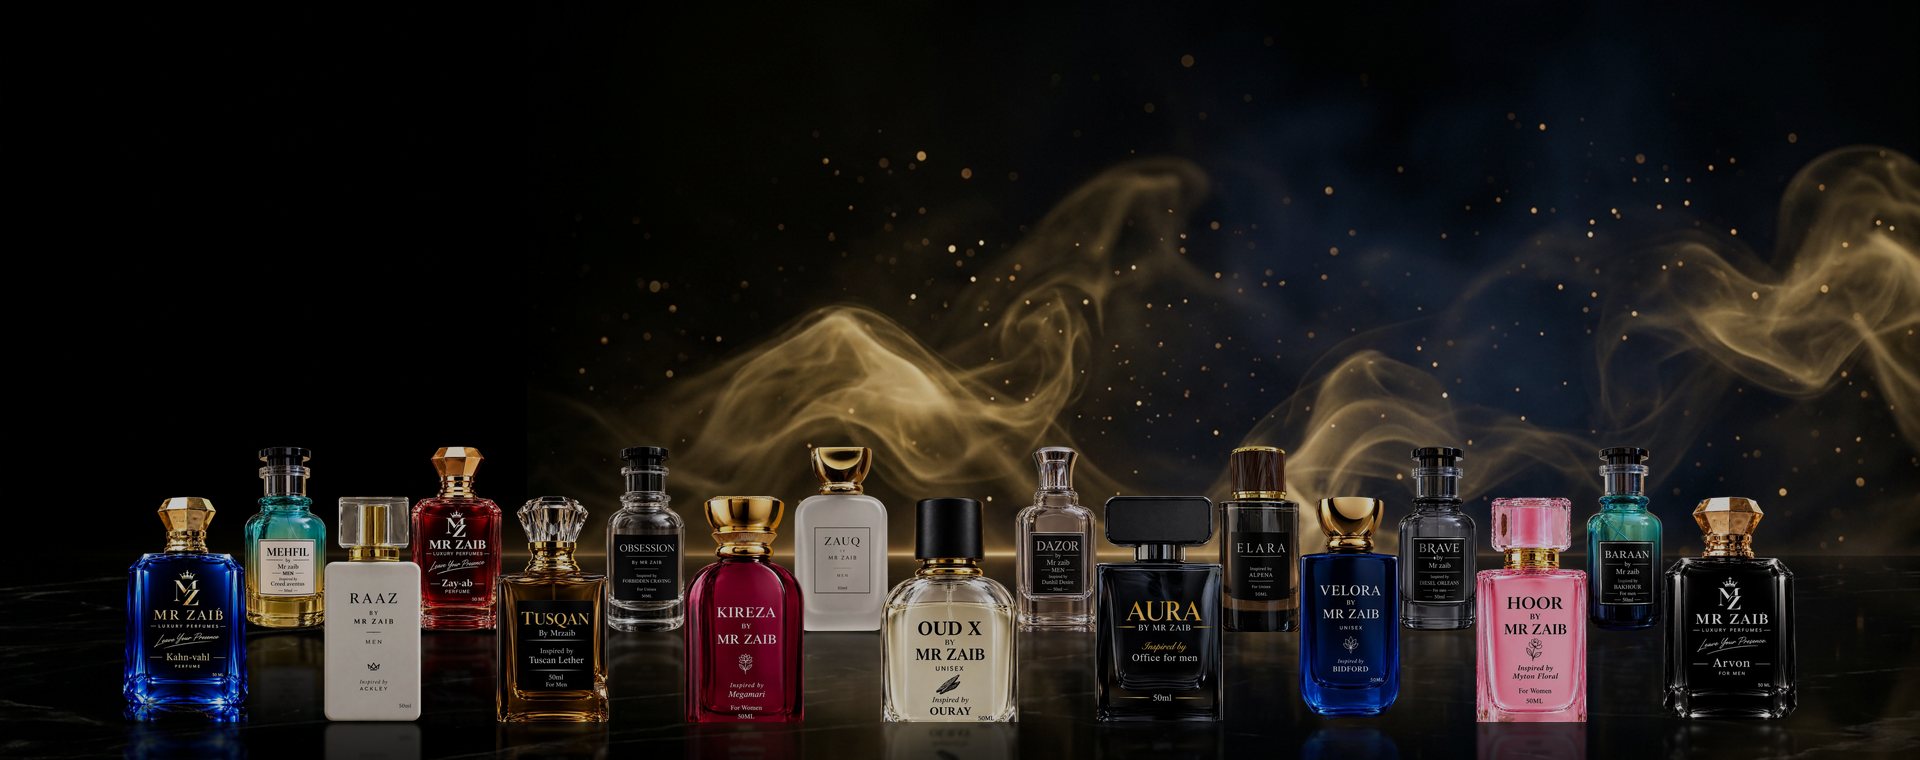 MZ
MR ZAIB
LUXURY PERFUMES
Leave Your Presence
Kahn-vahl
PERFUME
50 ML
MEHFIL
by
Mr zaib
MEN
Inspired by
Creed aventus
50ml
RAAZ
BY
MR ZAIB
MEN
Inspired by
ACKLEY
50ml
MZ
MR ZAIB
LUXURY PERFUMES
Leave Your Presence
Zay-ab
PERFUME
50 ML
TUSQAN
By Mrzaib
Inspired by
Tuscan Lether
50ml
For Men
OBSESSION
By MR ZAIB
Inspired by
FORBIDDEN CRAVING
For Unisex
50ML
KIREZA
BY
MR ZAIB
Inspired by
Megamari
For Women
50ML
ZAUQ
BY
MR ZAIB
MEN
50ml
OUD X
BY
MR ZAIB
UNISEX
Inspired by
OURAY
50ML
DAZOR
by
Mr zaib
MEN
Inspired by
Dunhil Desire
50ml
AURA
BY MR ZAIB
Inspired by
Office for men
50ml
ELARA
Inspired by
ALPENA
For Unisex
50ML
VELORA
BY
MR ZAIB
UNISEX
Inspired by
BIDFORD
50ML
BRAVE
by
Mr zaib
Inspired by
DIESEL ORLEANS
For men
50ml
HOOR
BY
MR ZAIB
Inspired by
Myton Floral
For Women
50ML
BARAAN
by
Mr zaib
Inspired by
BAKHOUR
For Unisex
50ml
MZ
MR ZAIB
LUXURY PERFUMES
Leave Your Presence
Arvon
FOR MEN
50 ML